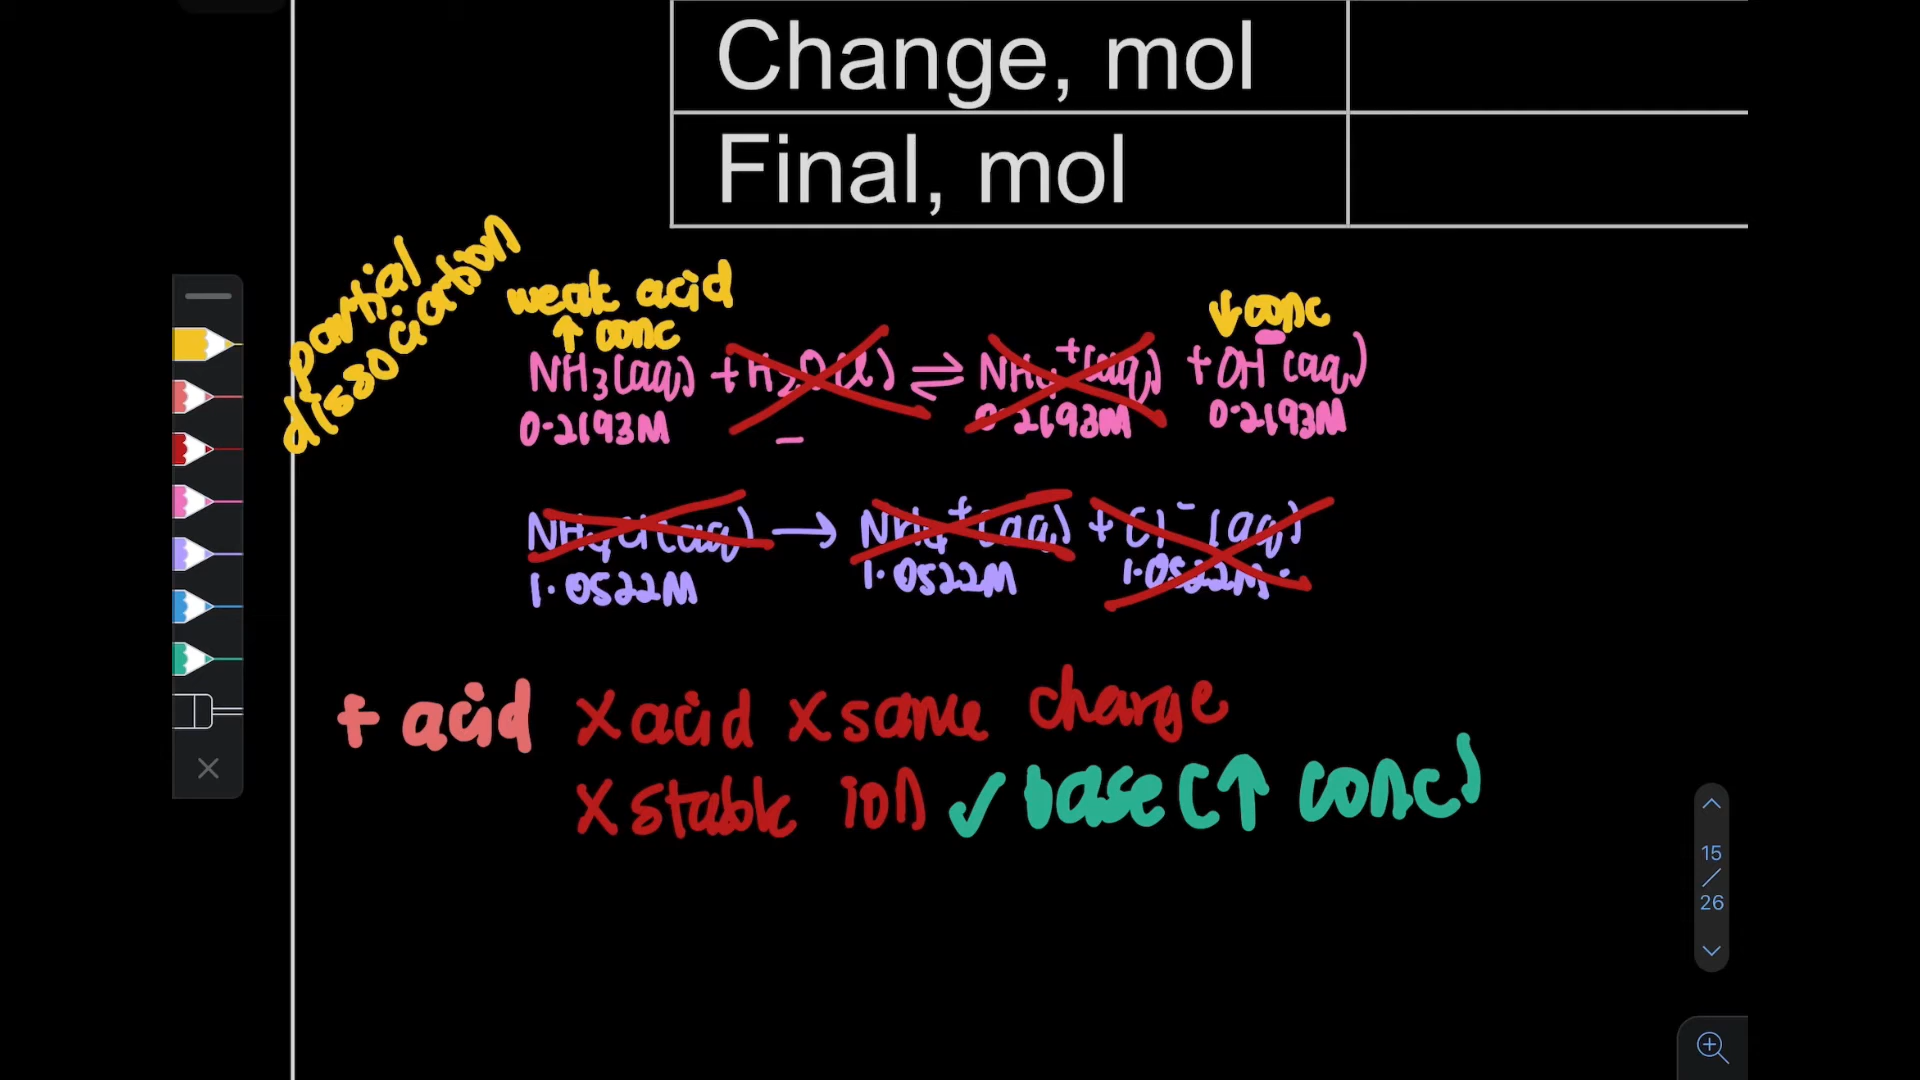 Change, mol
Final, mol
partial
dissociation
weak acid
↑ conc
↓ conc
NH₃(aq) + H₂O(l) ⇌ NH₄⁺(aq) + OH⁻(aq)
0.2193M – 0.2193M 0.2193M
NH₄Cl(aq) → NH₄⁺(aq) + Cl⁻(aq)
1.0522M 1.0522M 1.0522M
+ acid X acid X same charge
X stable ion ✓ base (↑ conc)
15
/
26